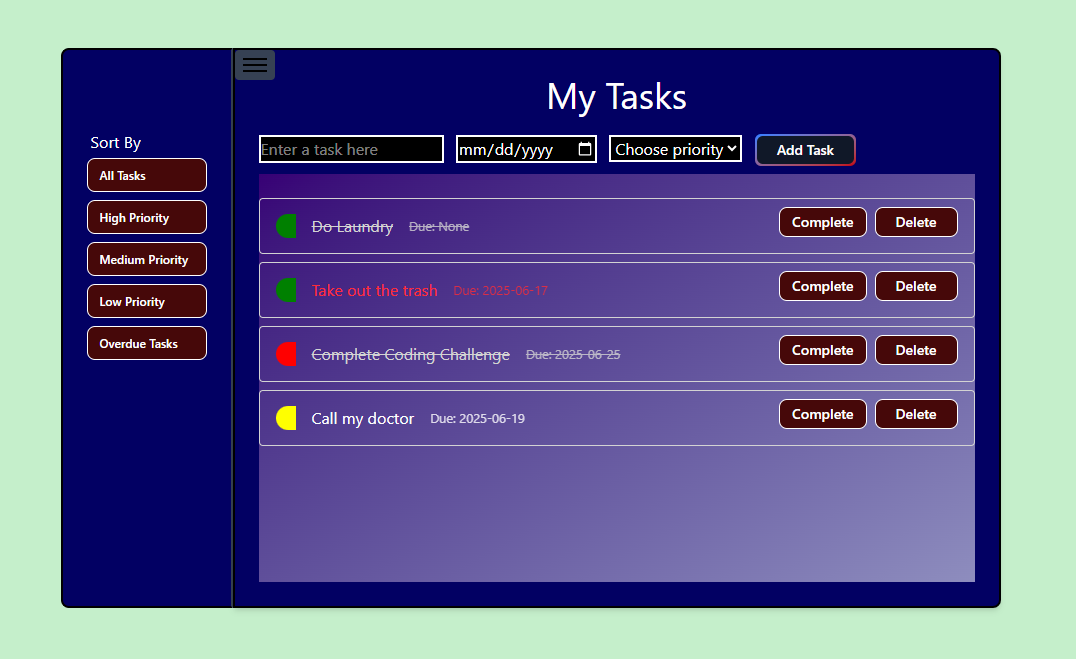 My Tasks
Sort By
All Tasks
High Priority
Medium Priority
Low Priority
Overdue Tasks
Enter a task here mm/dd/yyyy Choose priority Add Task
Do Laundry Due: None Complete Delete
Take out the trash Due: 2025-06-17 Complete Delete
Complete Coding Challenge Due: 2025-06-25 Complete Delete
Call my doctor Due: 2025-06-19 Complete Delete